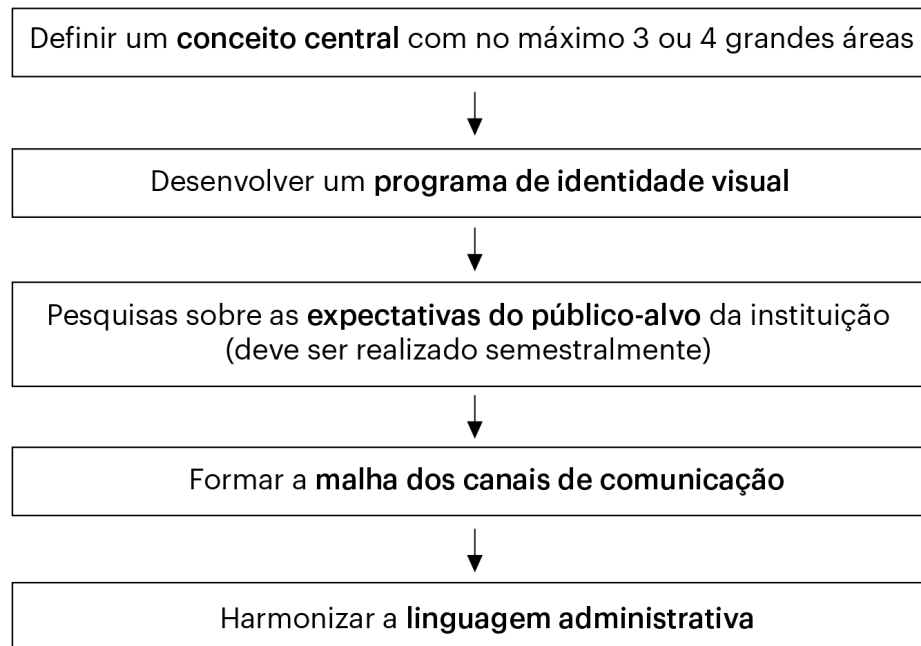 Definir um conceito central com no máximo 3 ou 4 grandes áreas
Desenvolver um programa de identidade visual
Pesquisas sobre as expectativas do público-alvo da instituição
(deve ser realizado semestralmente)
Formar a malha dos canais de comunicação
Harmonizar a linguagem administrativa